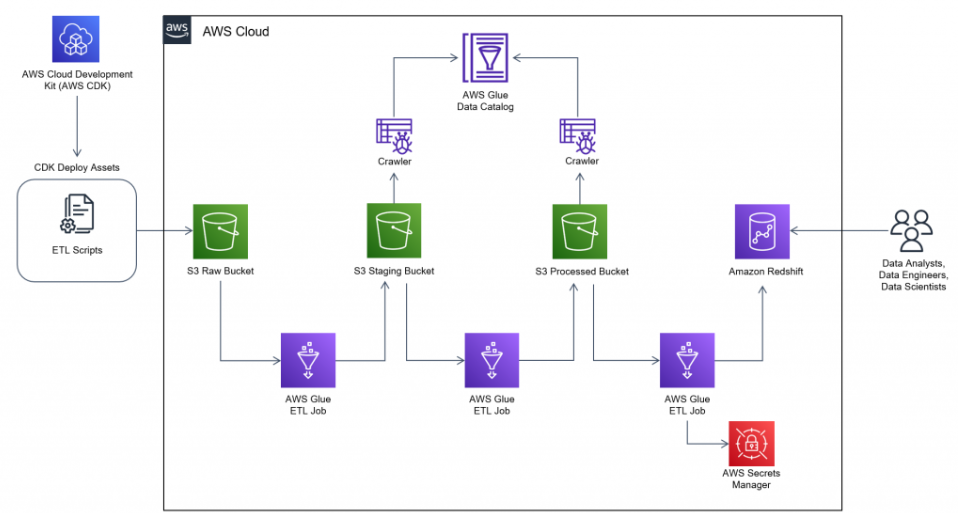 aws
AWS Cloud
AWS Cloud Development
Kit (AWS CDK)
AWS Glue
Data Catalog
CDK Deploy Assets
Crawler
Crawler
ETL Scripts
S3 Raw Bucket
S3 Staging Bucket
S3 Processed Bucket
Amazon Redshift
Data Analysts,
Data Engineers,
Data Scientists
AWS Glue
ETL Job
AWS Glue
ETL Job
AWS Glue
ETL Job
AWS Secrets
Manager